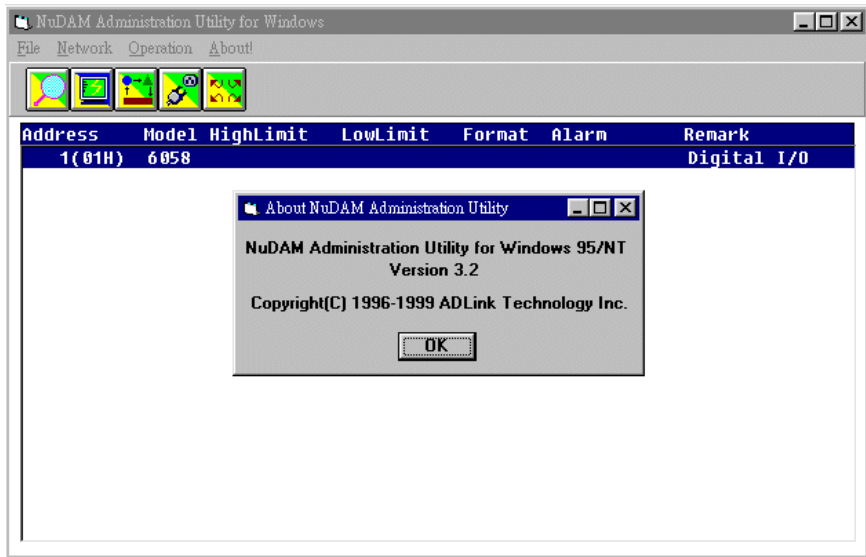 NuDAM Administration Utility for Windows
File Network Operation About!
Address Model HighLimit LowLimit Format Alarm Remark
1(01H) 6058 Digital I/O
About NuDAM Administration Utility
NuDAM Administration Utility for Windows 95/NT
Version 3.2
Copyright(C) 1996-1999 ADLink Technology Inc.
OK